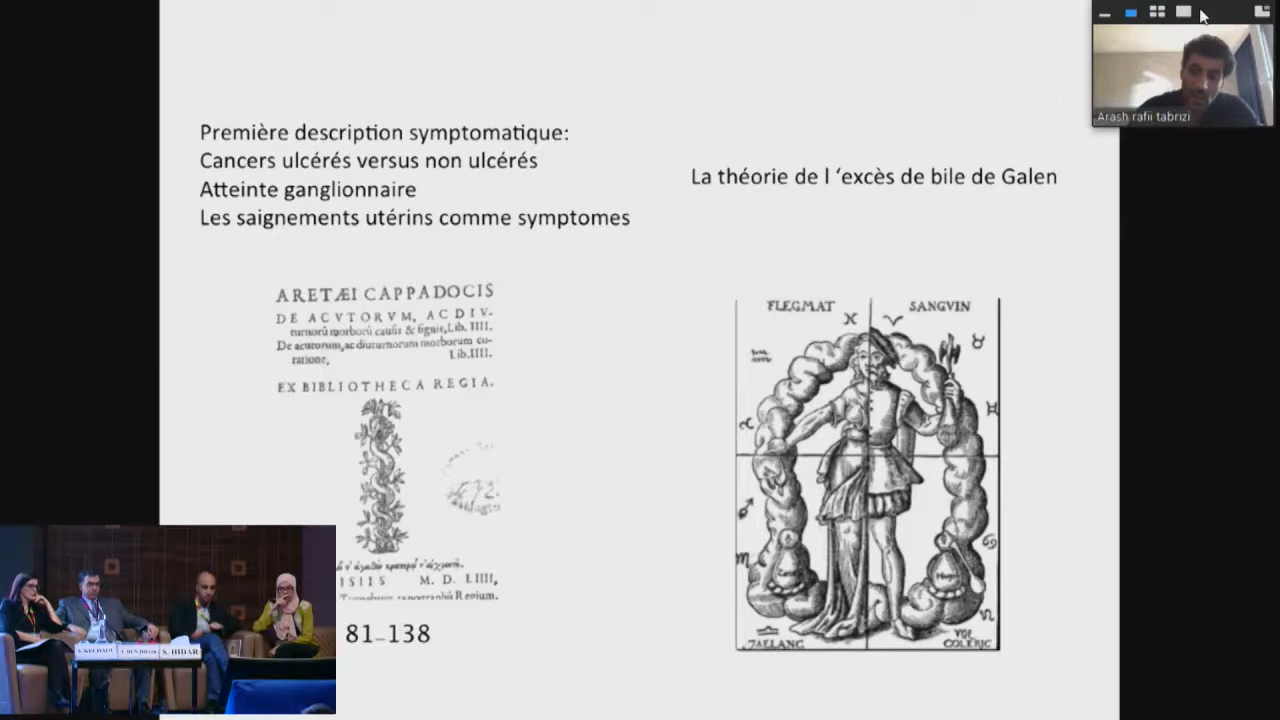 Première description symptomatique:
Cancers ulcérés versus non ulcérés
Atteinte ganglionnaire
Les saignements utérins comme symptomes
La théorie de l ‘excès de bile de Galen
ARETÆI CAPPADOCIS
DE ACVTORVM, AC DIV-
turnorũ morborũ causis & signis, Lib. IIII.
De acutorum, ac diuturnorum morborum cu-
ratione, Lib. IIII.
EX BIBLIOTHECA REGIA.
M. D. LIIII,
81-138
FLEGMAT SANGVIN
COLERIC
Arash rafii tabrizi
S. HIDAR